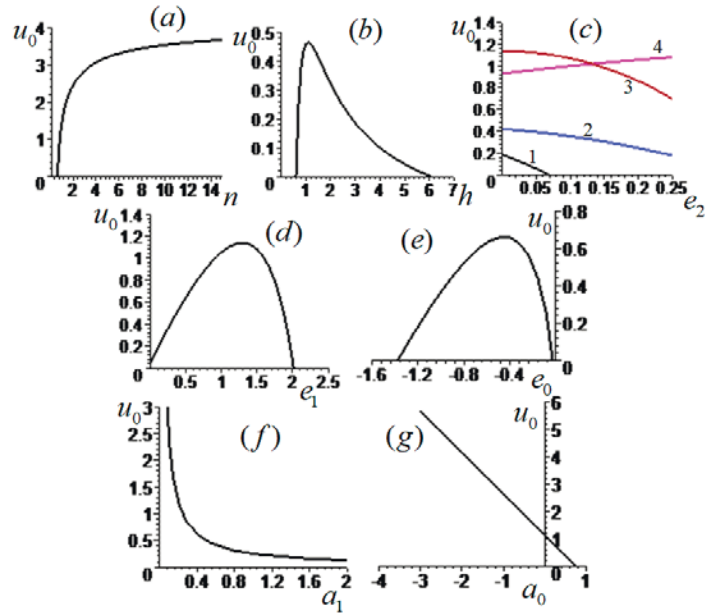 (a) (b) (c)
u0 4 3 2 1 0
2 4 6 8 10 12 14 n
u0 0.5 0.4 0.3 0.2 0.1 0
1 2 3 4 5 6 7 h
u0 1.4 1.2 1 0.8 0.6 0.4 0.2 0
1 2 3 4
0.05 0.1 0.15 0.2 0.25 e2
(d) (e)
u0 1.4 1.2 1 0.8 0.6 0.4 0.2 0
0.5 1 1.5 2 2.5 e1
u0 0.8 0.6 0.4 0.2 0
-1.6 -1.2 -0.8 -0.4 e0
(f) (g)
u0 3 2.5 2 1.5 1 0.5 0
0.4 0.8 1.2 1.6 2 a1
u0 6 5 4 3 2 1 0
-4 -3 -2 -1 1 a0